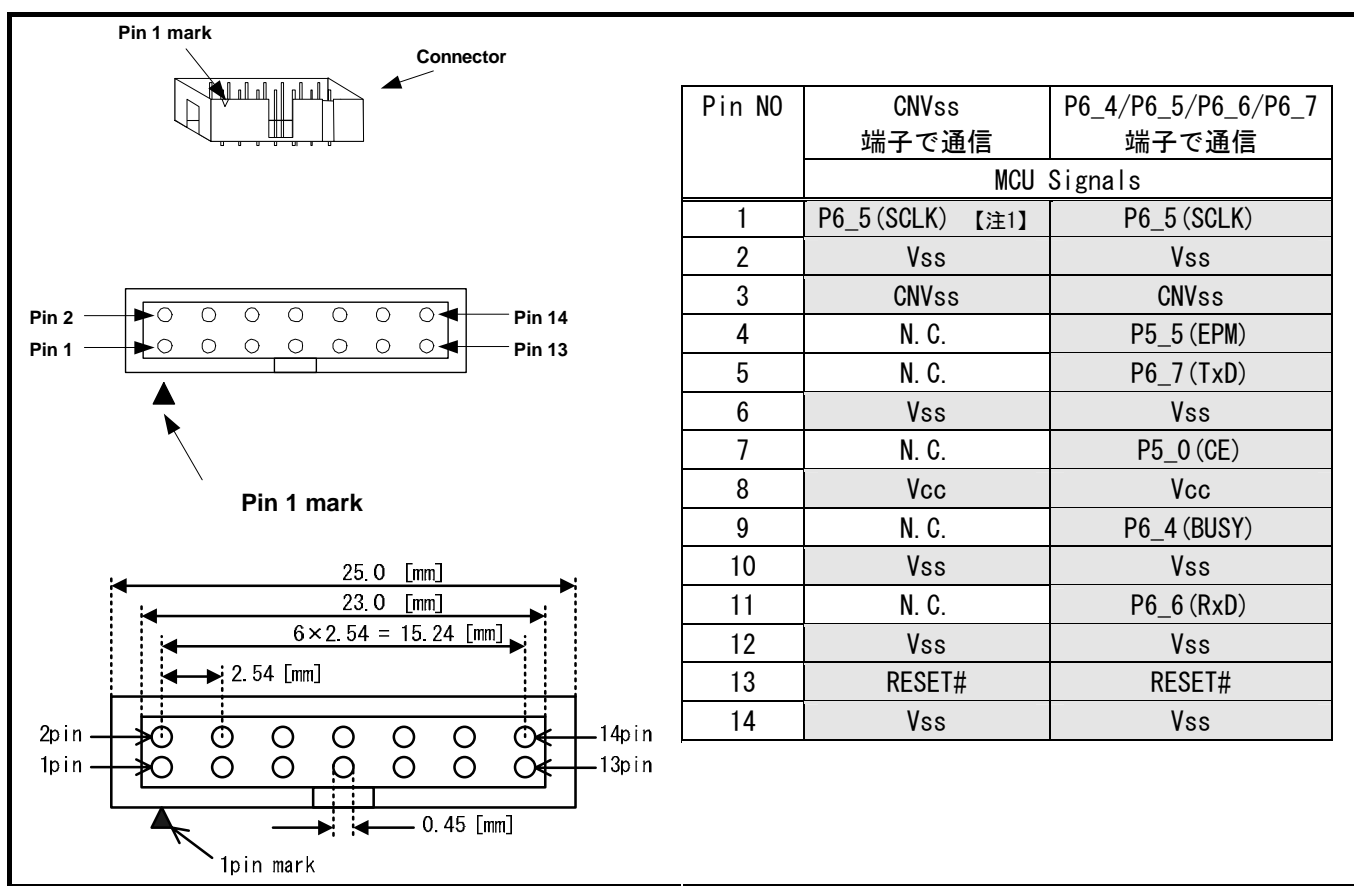 Pin 1 mark
Connector
Pin 2
Pin 1
Pin 14
Pin 13
Pin 1 mark
25.0 [mm]
23.0 [mm]
6×2.54 = 15.24 [mm]
2.54 [mm]
2pin
1pin
14pin
13pin
0.45 [mm]
1pin mark
Pin NO CNVss P6_4/P6_5/P6_6/P6_7
端子で通信 端子で通信
MCU Signals
1 P6_5(SCLK) 【注1】 P6_5(SCLK)
2 Vss Vss
3 CNVss CNVss
4 N.C. P5_5(EPM)
5 N.C. P6_7(TxD)
6 Vss Vss
7 N.C. P5_0(CE)
8 Vcc Vcc
9 N.C. P6_4(BUSY)
10 Vss Vss
11 N.C. P6_6(RxD)
12 Vss Vss
13 RESET# RESET#
14 Vss Vss